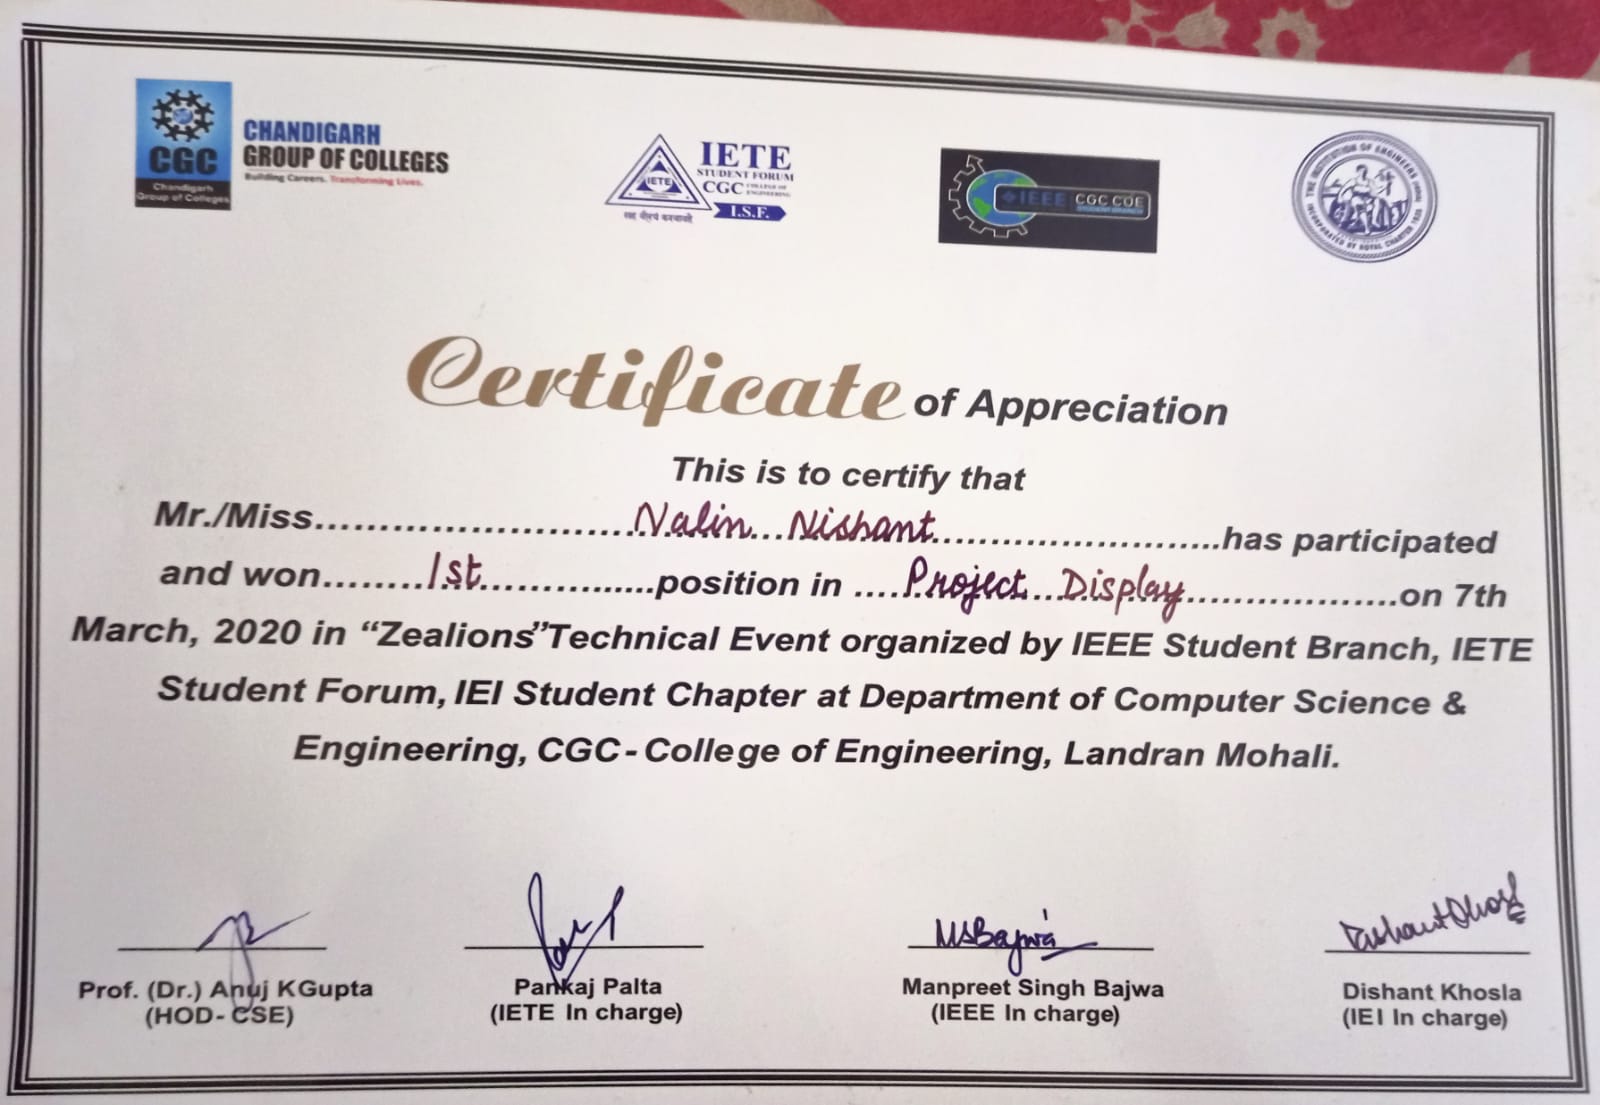 CGC
Chandigarh
Group of Colleges
CHANDIGARH
GROUP OF COLLEGES
Building Careers. Transforming Lives.
IETE
IETE
STUDENT FORUM
CGC COLLEGE OF ENGINEERING
I.S.F.
IEEE CGC COE
STUDENT BRANCH
THE INSTITUTION OF ENGINEERS (INDIA)
INCORPORATED BY ROYAL CHARTER 1935
Certificate of Appreciation
This is to certify that
Mr./Miss........................Nalin Nishant........................has participated
and won........1st................position in ....Project Display....................on 7th
March, 2020 in “Zealions”Technical Event organized by IEEE Student Branch, IETE
Student Forum, IEI Student Chapter at Department of Computer Science &
Engineering, CGC-College of Engineering, Landran Mohali.
MSBajwa
Dishant Khosla
Prof. (Dr.) Anuj KGupta
(HOD-CSE)
Pankaj Palta
(IETE In charge)
Manpreet Singh Bajwa
(IEEE In charge)
Dishant Khosla
(IEI In charge)